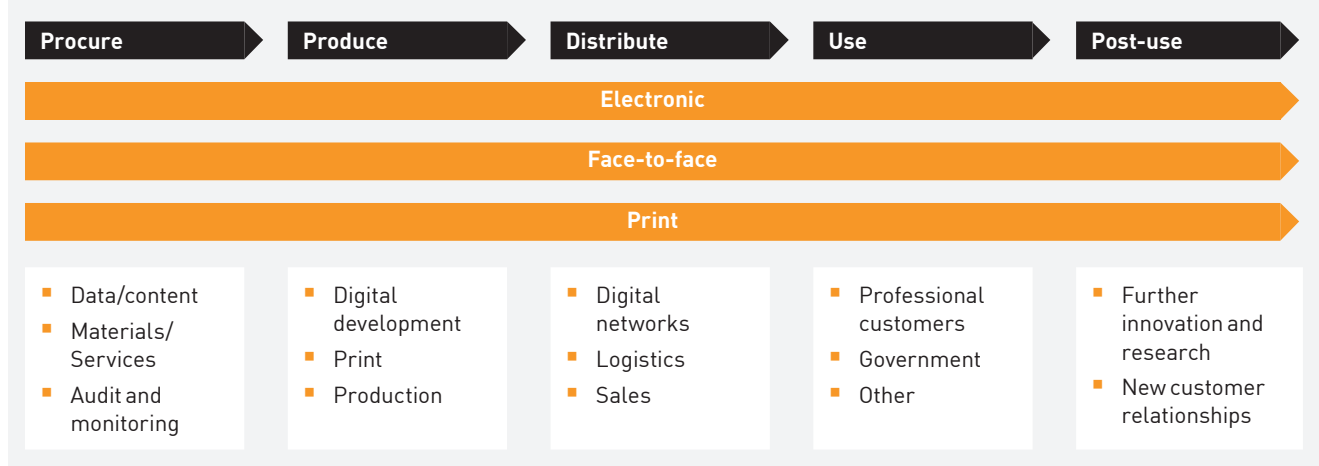 Procure
Produce
Distribute
Use
Post-use
Electronic
Face-to-face
Print
Data/content
Materials/
Services
Audit and
monitoring
Digital
development
Print
Production
Digital
networks
Logistics
Sales
Professional
customers
Government
Other
Further
innovation and
research
New customer
relationships